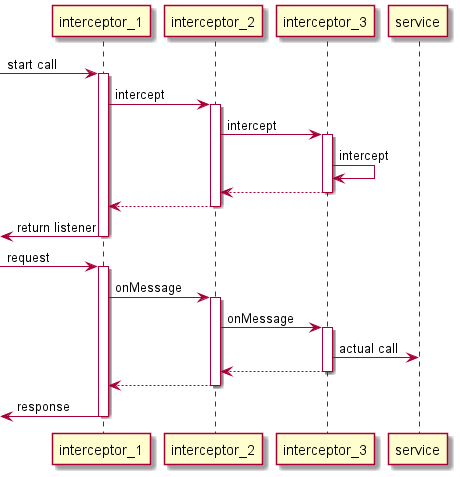 interceptor_1 interceptor_2 interceptor_3 service
start call
intercept
intercept
intercept
return listener
request
onMessage
onMessage
actual call
response
interceptor_1 interceptor_2 interceptor_3 service